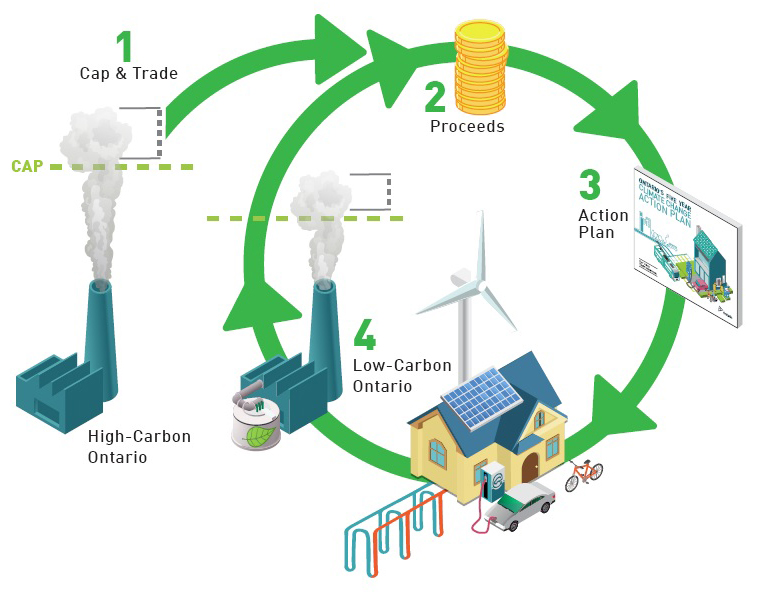 1
Cap & Trade
CAP
High-Carbon
Ontario
2
Proceeds
3
Action
Plan
ONTARIO'S FIVE YEAR
CLIMATE CHANGE
ACTION PLAN
4
Low-Carbon
Ontario